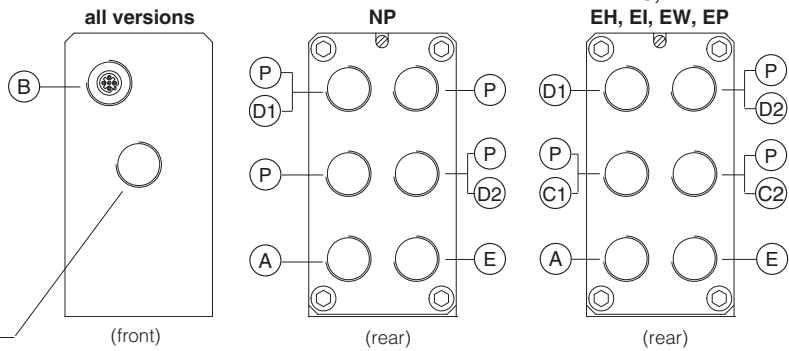 all versions
B
(front)
NP
P
D1
P
P
P
D2
A
E
(rear)
EH, EI, EW, EP
D1
P
D2
P
C1
P
C2
A
E
(rear)